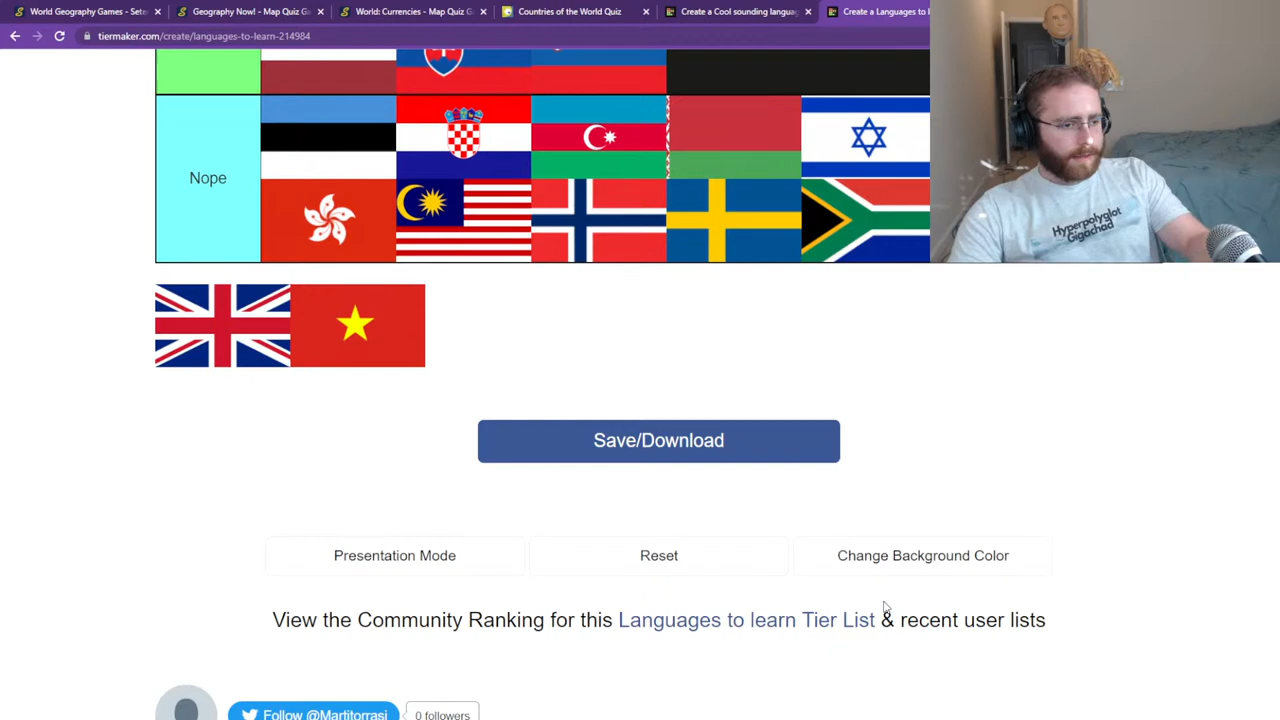 World Geography Games - Sete
Geography Now! - Map Quiz Ga
World: Currencies - Map Quiz G
Countries of the World Quiz
Create a Cool sounding languag
Create a Languages to l
tiermaker.com/create/languages-to-learn-214984
Nope
Hyperpolyglot
Gigachad
Save/Download
Presentation Mode
Reset
Change Background Color
View the Community Ranking for this Languages to learn Tier List & recent user lists
Follow @Martitorrasi
0 followers